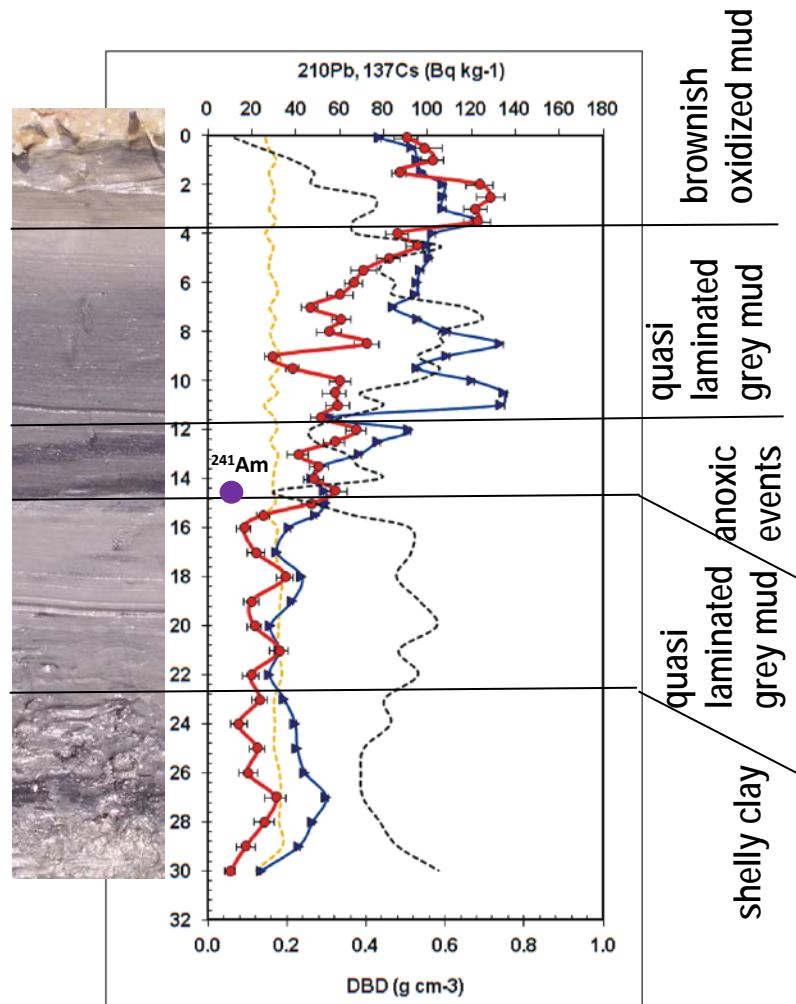 210Pb, 137Cs (Bq kg-1)
0 20 40 60 80 100 120 140 160 180
0
2
4
6
8
10
12
14
16
18
20
22
24
26
28
30
32
241Am
0.0 0.2 0.4 0.6 0.8 1.0
DBD (g cm-3)
brownish
oxidized mud
quasi
laminated
grey mud
anoxic
events
quasi
laminated
grey mud
shelly clay